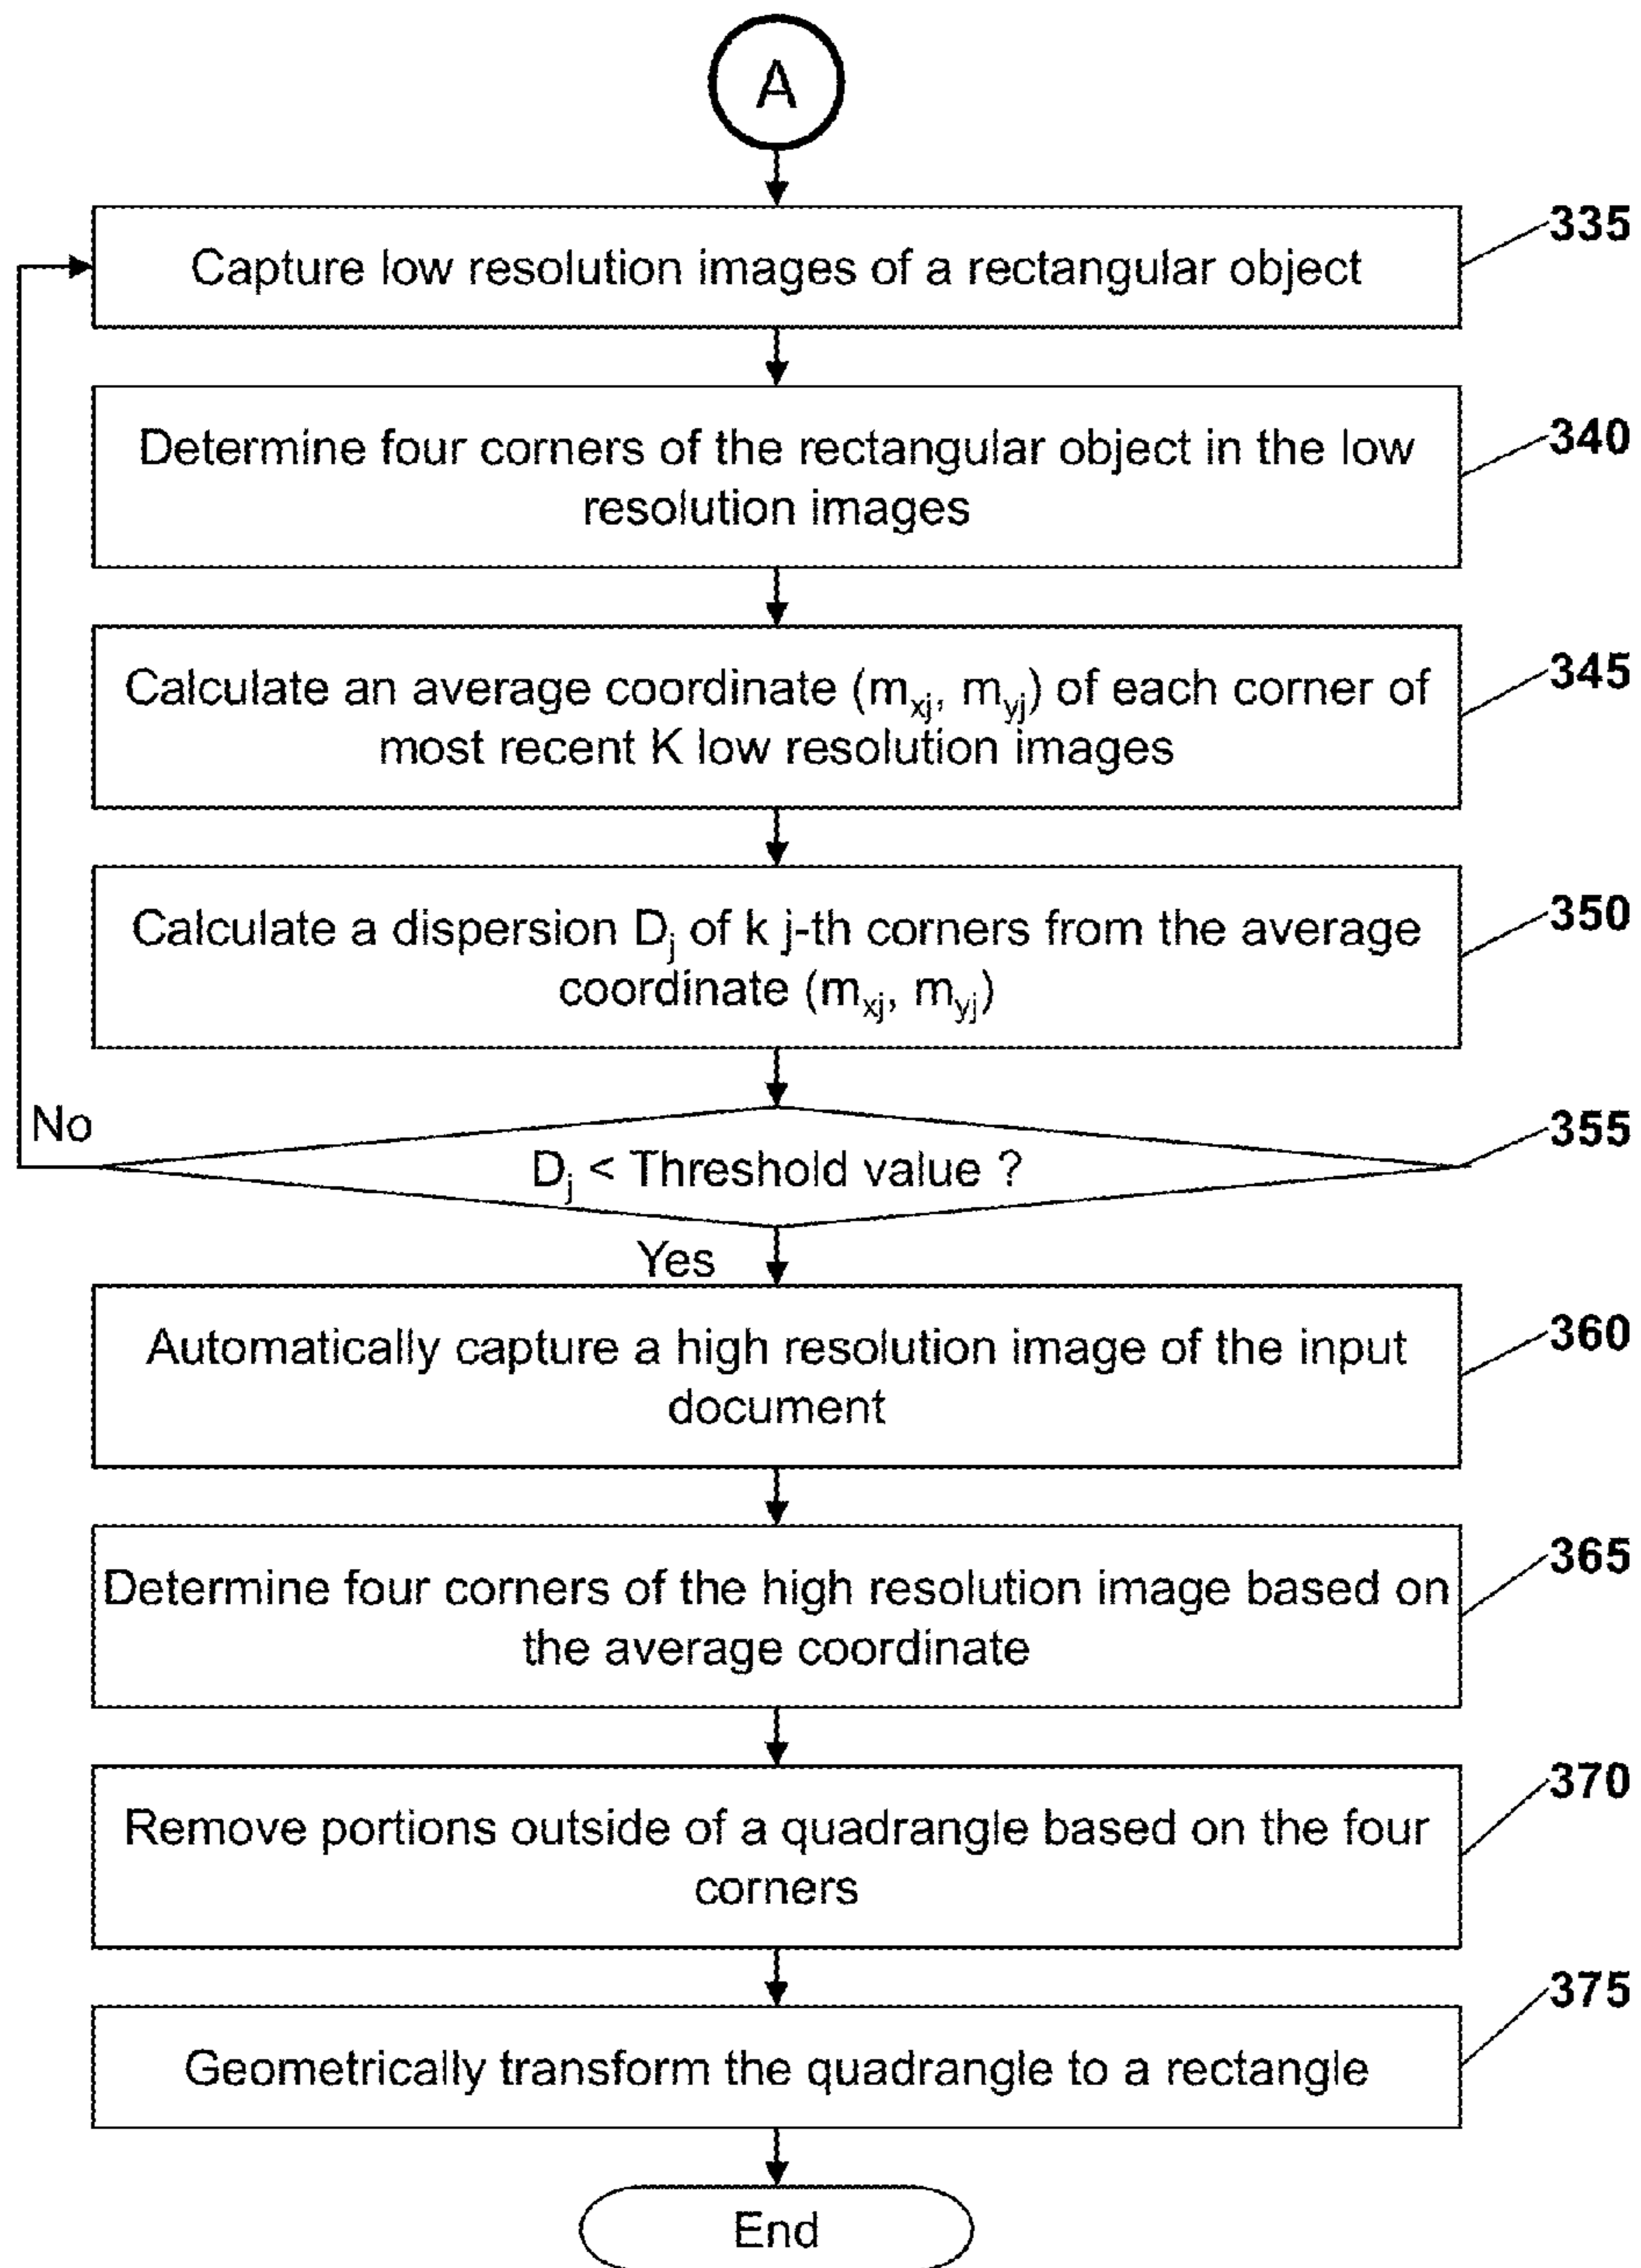 A
Capture low resolution images of a rectangular object
335
Determine four corners of the rectangular object in the low
resolution images
340
Calculate an average coordinate (mxj, myj) of each corner of
most recent K low resolution images
345
Calculate a dispersion Dj of k j-th corners from the average
coordinate (mxj, myj)
350
No
Dj < Threshold value ?
355
Yes
Automatically capture a high resolution image of the input
document
360
Determine four corners of the high resolution image based on
the average coordinate
365
Remove portions outside of a quadrangle based on the four
corners
370
Geometrically transform the quadrangle to a rectangle
375
End